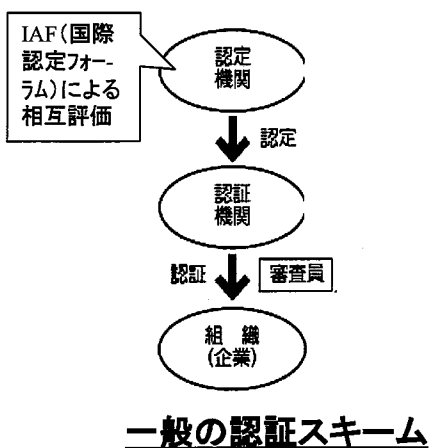 IAF(国際
認定フォー
ラム)による
相互評価
認定
機関
認定
認証
機関
認証
審査員
組 織
(企業)
一般の認証スキーム